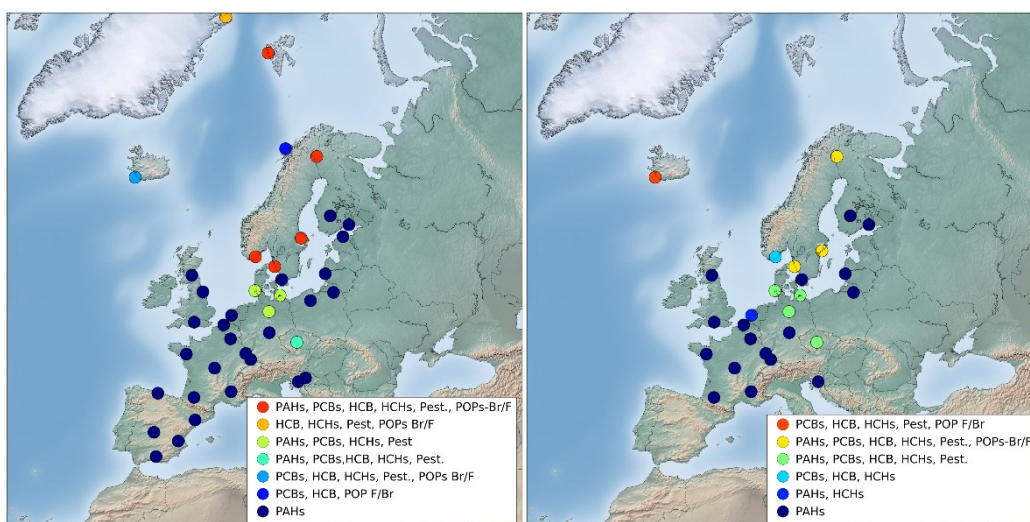 PAHs, PCBs, HCB, HCHs, Pest., POPs-Br/F
HCB, HCHs, Pest, POPs Br/F
PAHs, PCBs, HCHs, Pest
PAHs, PCBs,HCB, HCHs, Pest.
PCBs, HCB, HCHs, Pest., POPs Br/F
PCBs, HCB, POP F/Br
PAHs
PCBs, HCB, HCHs, Pest, POP F/Br
PAHs, PCBs, HCB, HCHs, Pest., POPs-Br/F
PAHs, PCBs, HCB, HCHs, Pest.
PCBs, HCB, HCHs
PAHs, HCHs
PAHs